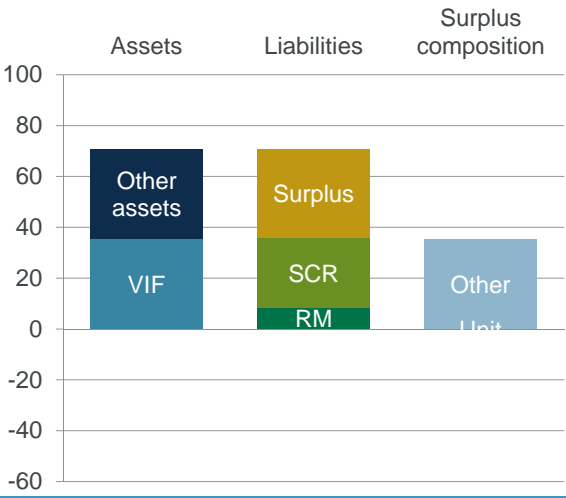 Surplus
Assets Liabilities composition
100
80
60
40
20
0
-20
-40
-60
Other
assets
VIF
Surplus
SCR
RM
Other
Unit